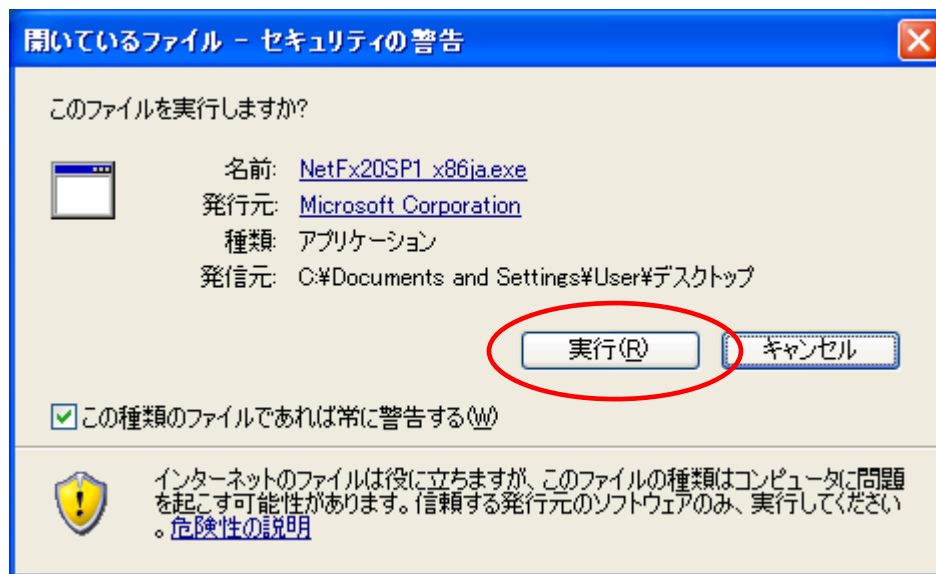 開いているファイル - セキュリティの警告
このファイルを実行しますか?
名前: NetFx20SP1_x86ja.exe
発行元: Microsoft Corporation
種類: アプリケーション
発信元: C:¥Documents and Settings¥User¥デスクトップ
実行(R) キャンセル
この種類のファイルであれば常に警告する(W)
インターネットのファイルは役に立ちますが、このファイルの種類はコンピュータに問題
を起こす可能性があります。信頼する発行元のソフトウェアのみ、実行してください
。危険性の説明